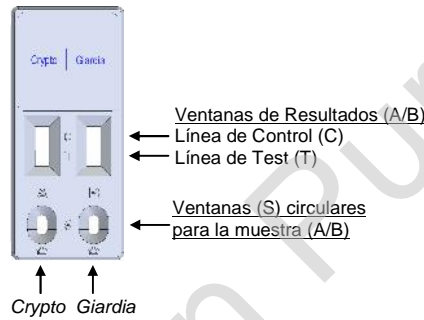 Crypto Giardia
Ventanas de Resultados (A/B)
Línea de Control (C)
Línea de Test (T)
Ventanas (S) circulares
para la muestra (A/B)
Crypto Giardia